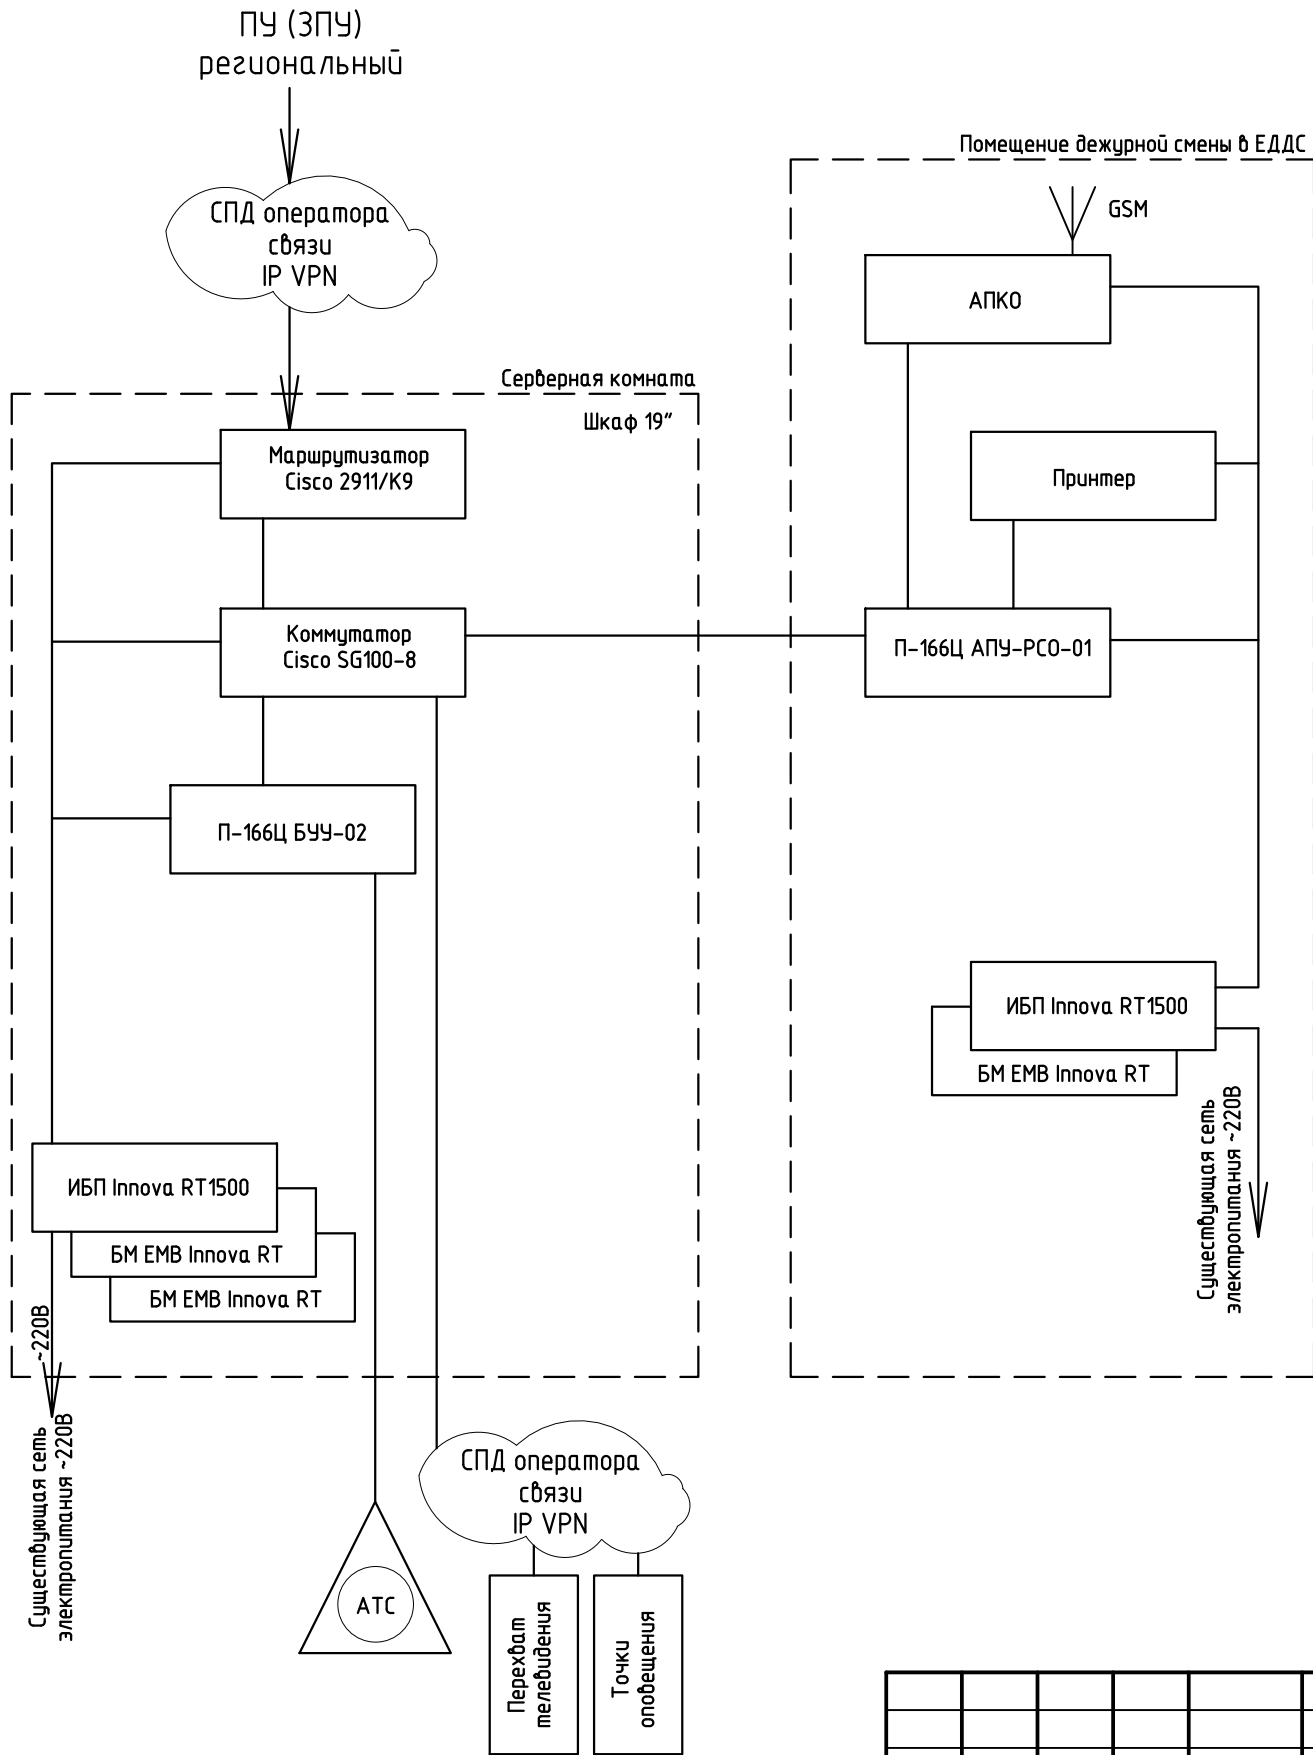 ПУ (ЗПУ)
региональный
СПД оператора
связи
IP VPN
Серверная комната
Шкаф 19"
Маршрутизатор
Cisco 2911/K9
Коммутатор
Cisco SG100-8
П-166Ц БУУ-02
ИБП Innova RT1500
БМ EMB Innova RT
БМ EMB Innova RT
~220В
Существующая сеть
электропитания ~220В
АТС
СПД оператора
связи
IP VPN
Перехват
телевидения
Точки
оповещения
Помещение дежурной смены в ЕДДС
GSM
АПКО
Принтер
П-166Ц АПУ-РСО-01
ИБП Innova RT1500
БМ EMB Innova RT
Существующая сеть
электропитания ~220В